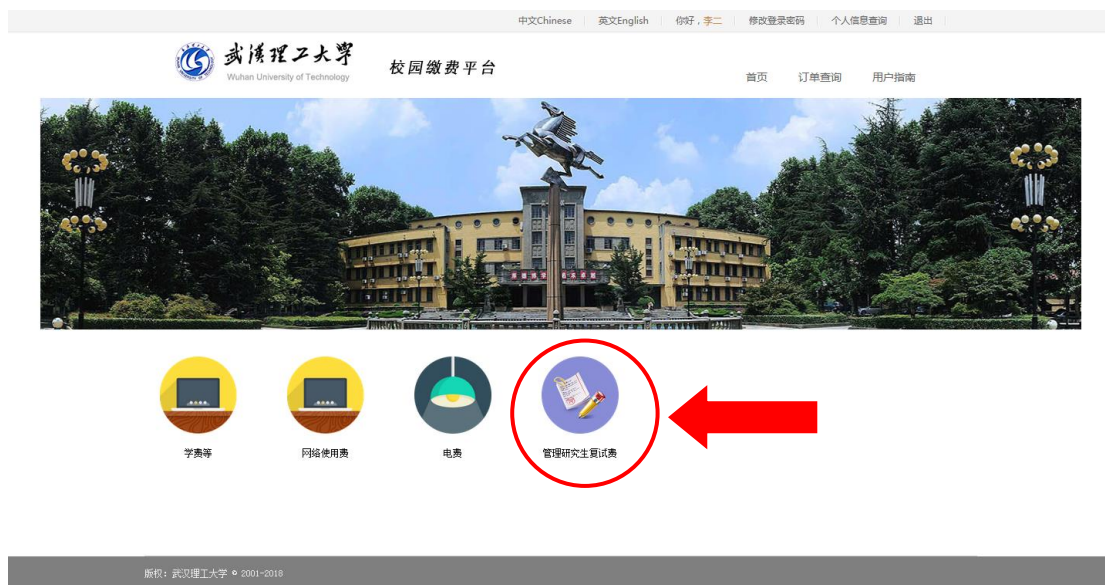 中文Chinese 英文English 你好，李二 修改登录密码 个人信息查询 退出
武汉理工大学
Wuhan University of Technology
校园缴费平台
首页 订单查询 用户指南
学费等 网络使用费 电费 管理研究生复试费
版权：武汉理工大学 © 2001-2018